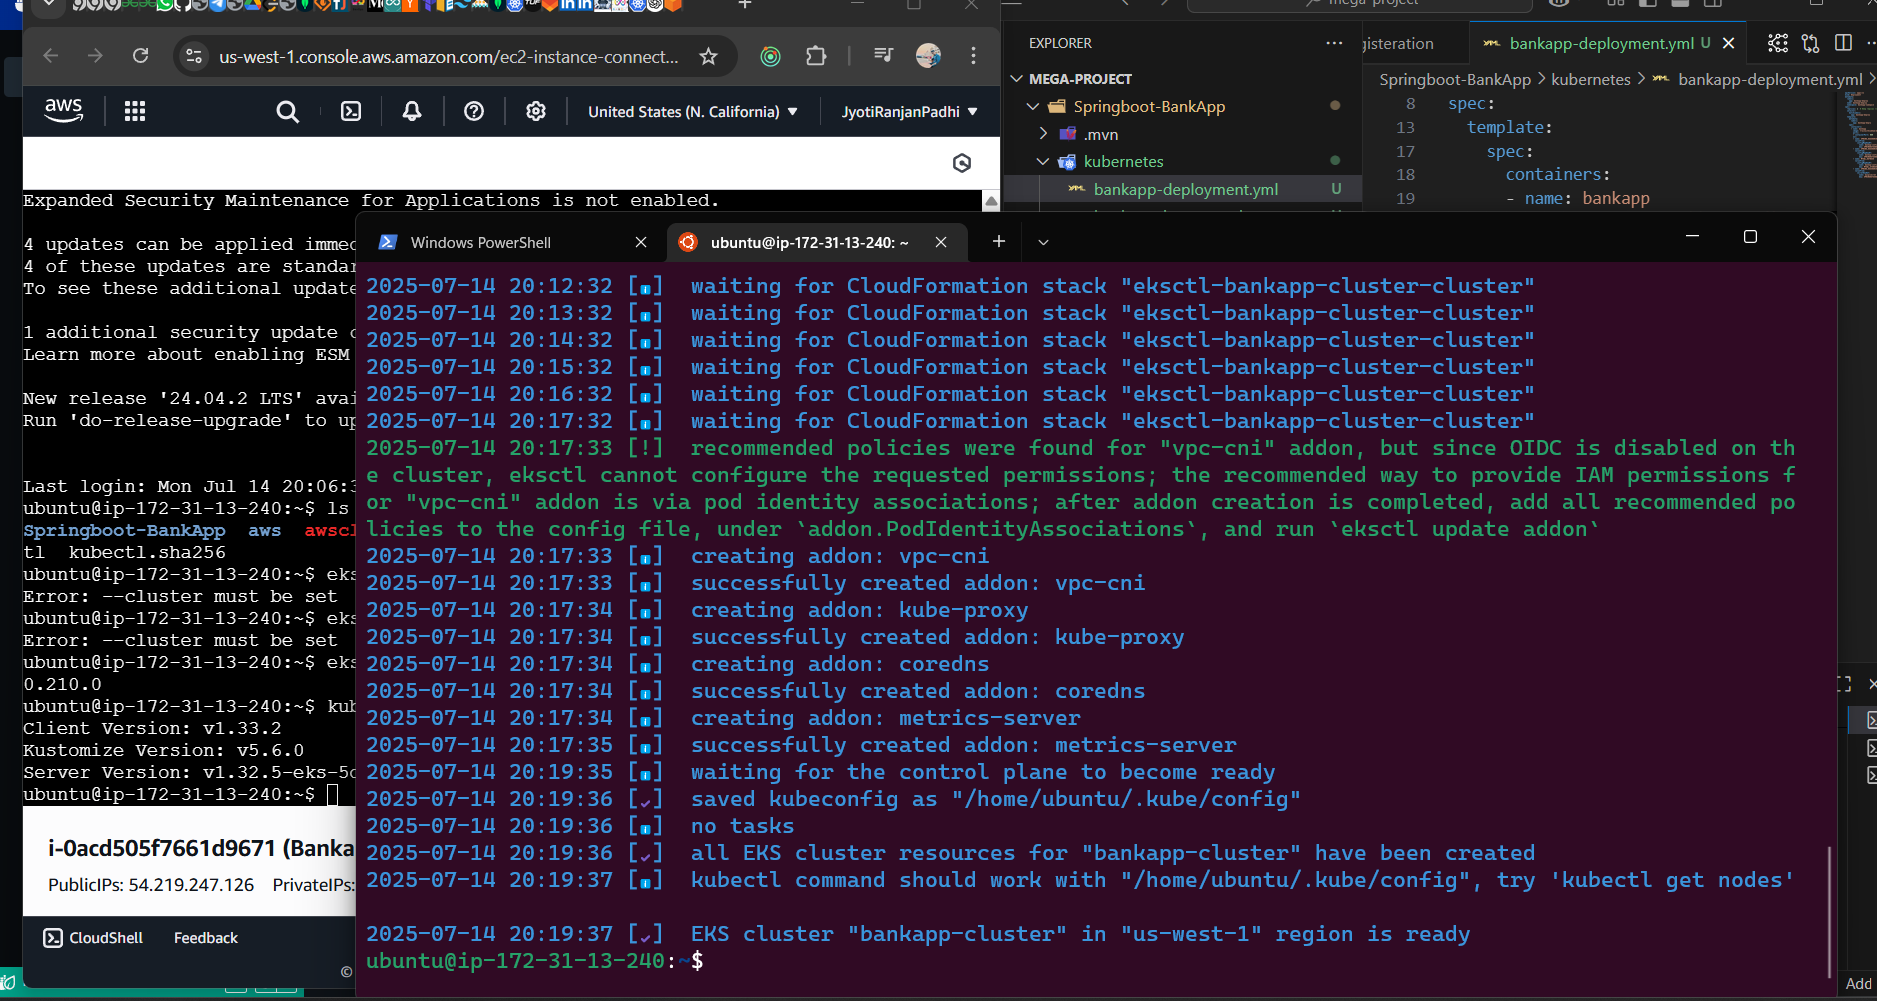 us-west-1.console.aws.amazon.com/ec2-instance-connect...
aws
United States (N. California)
JyotiRanjanPadhi
Expanded Security Maintenance for Applications is not enabled.
4 updates can be applied immed
4 of these updates are standar
To see these additional update
1 additional security update
Learn more about enabling ESM
New release '24.04.2 LTS' avai
Run 'do-release-upgrade' to up
Last login: Mon Jul 14 20:06:3
ubuntu@ip-172-31-13-240:~$ ls
Springboot-BankApp aws awscl
tl kubectl.sha256
ubuntu@ip-172-31-13-240:~$ eks
Error: --cluster must be set
ubuntu@ip-172-31-13-240:~$ eks
Error: --cluster must be set
ubuntu@ip-172-31-13-240:~$ eks
0.210.0
ubuntu@ip-172-31-13-240:~$ kub
Client Version: v1.33.2
Kustomize Version: v5.6.0
Server Version: v1.32.5-eks-5d
ubuntu@ip-172-31-13-240:~$
i-0acd505f7661d9671 (Banka
PublicIPs: 54.219.247.126 PrivateIPs:
CloudShell Feedback
©
mega-project
EXPLORER
MEGA-PROJECT
Springboot-BankApp
.mvn
kubernetes
bankapp-deployment.yml U
gisteration
bankapp-deployment.yml U
Springboot-BankApp > kubernetes > bankapp-deployment.yml >
8 spec:
13 template:
17 spec:
18 containers:
19 - name: bankapp
Windows PowerShell
ubuntu@ip-172-31-13-240: ~
2025-07-14 20:12:32 [i] waiting for CloudFormation stack "eksctl-bankapp-cluster-cluster"
2025-07-14 20:13:32 [i] waiting for CloudFormation stack "eksctl-bankapp-cluster-cluster"
2025-07-14 20:14:32 [i] waiting for CloudFormation stack "eksctl-bankapp-cluster-cluster"
2025-07-14 20:15:32 [i] waiting for CloudFormation stack "eksctl-bankapp-cluster-cluster"
2025-07-14 20:16:32 [i] waiting for CloudFormation stack "eksctl-bankapp-cluster-cluster"
2025-07-14 20:17:32 [i] waiting for CloudFormation stack "eksctl-bankapp-cluster-cluster"
2025-07-14 20:17:33 [!] recommended policies were found for "vpc-cni" addon, but since OIDC is disabled on th
e cluster, eksctl cannot configure the requested permissions; the recommended way to provide IAM permissions f
or "vpc-cni" addon is via pod identity associations; after addon creation is completed, add all recommended po
licies to the config file, under `addon.PodIdentityAssociations`, and run `eksctl update addon`
2025-07-14 20:17:33 [i] creating addon: vpc-cni
2025-07-14 20:17:33 [i] successfully created addon: vpc-cni
2025-07-14 20:17:34 [i] creating addon: kube-proxy
2025-07-14 20:17:34 [i] successfully created addon: kube-proxy
2025-07-14 20:17:34 [i] creating addon: coredns
2025-07-14 20:17:34 [i] successfully created addon: coredns
2025-07-14 20:17:34 [i] creating addon: metrics-server
2025-07-14 20:17:35 [i] successfully created addon: metrics-server
2025-07-14 20:19:35 [i] waiting for the control plane to become ready
2025-07-14 20:19:36 [✓] saved kubeconfig as "/home/ubuntu/.kube/config"
2025-07-14 20:19:36 [i] no tasks
2025-07-14 20:19:36 [✓] all EKS cluster resources for "bankapp-cluster" have been created
2025-07-14 20:19:37 [i] kubectl command should work with "/home/ubuntu/.kube/config", try 'kubectl get nodes'
2025-07-14 20:19:37 [✓] EKS cluster "bankapp-cluster" in "us-west-1" region is ready
ubuntu@ip-172-31-13-240:~$
Add